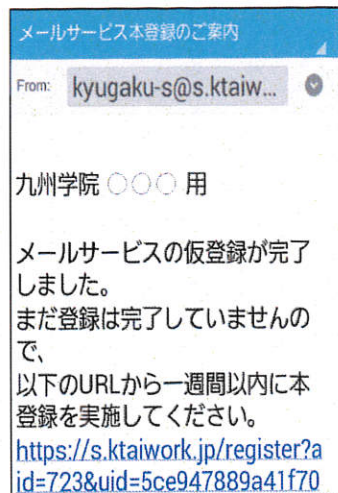 メールサービス本登録のご案内
From: kyugaku-s@s.ktaiw...
九州学院 ○○○ 用
メールサービスの仮登録が完了
しました。
まだ登録は完了していませんの
で、
以下のURLから一週間以内に本
登録を実施してください。
https://s.ktaiwork.jp/register?a
id=723&uid=5ce947889a41f70